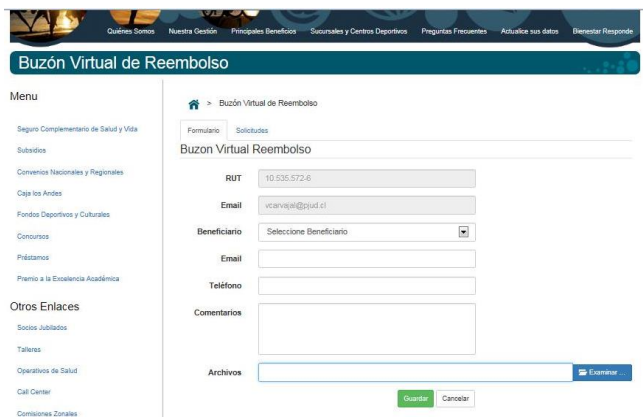 Quiénes Somos Nuestra Gestión Principales Beneficios Sucursales y Centros Deportivos Preguntas Frecuentes Actualice sus datos Bienestar Responde
Buzón Virtual de Reembolso
Menu
Seguro Complementario de Salud y Vida
Subsidios
Convenios Nacionales y Regionales
Caja los Andes
Fondos Deportivos y Culturales
Concursos
Préstamos
Premio a la Excelencia Académica
Otros Enlaces
Socios Jubilados
Talleres
Operativos de Salud
Call Center
Comisiones Zonales
> Buzón Virtual de Reembolso
Formulario Solicitudes
Buzon Virtual Reembolso
RUT 10.535.572-6
Email vcarvajal@pjud.cl
Beneficiario Seleccione Beneficiario
Email
Teléfono
Comentarios
Archivos Examinar ...
Guardar Cancelar